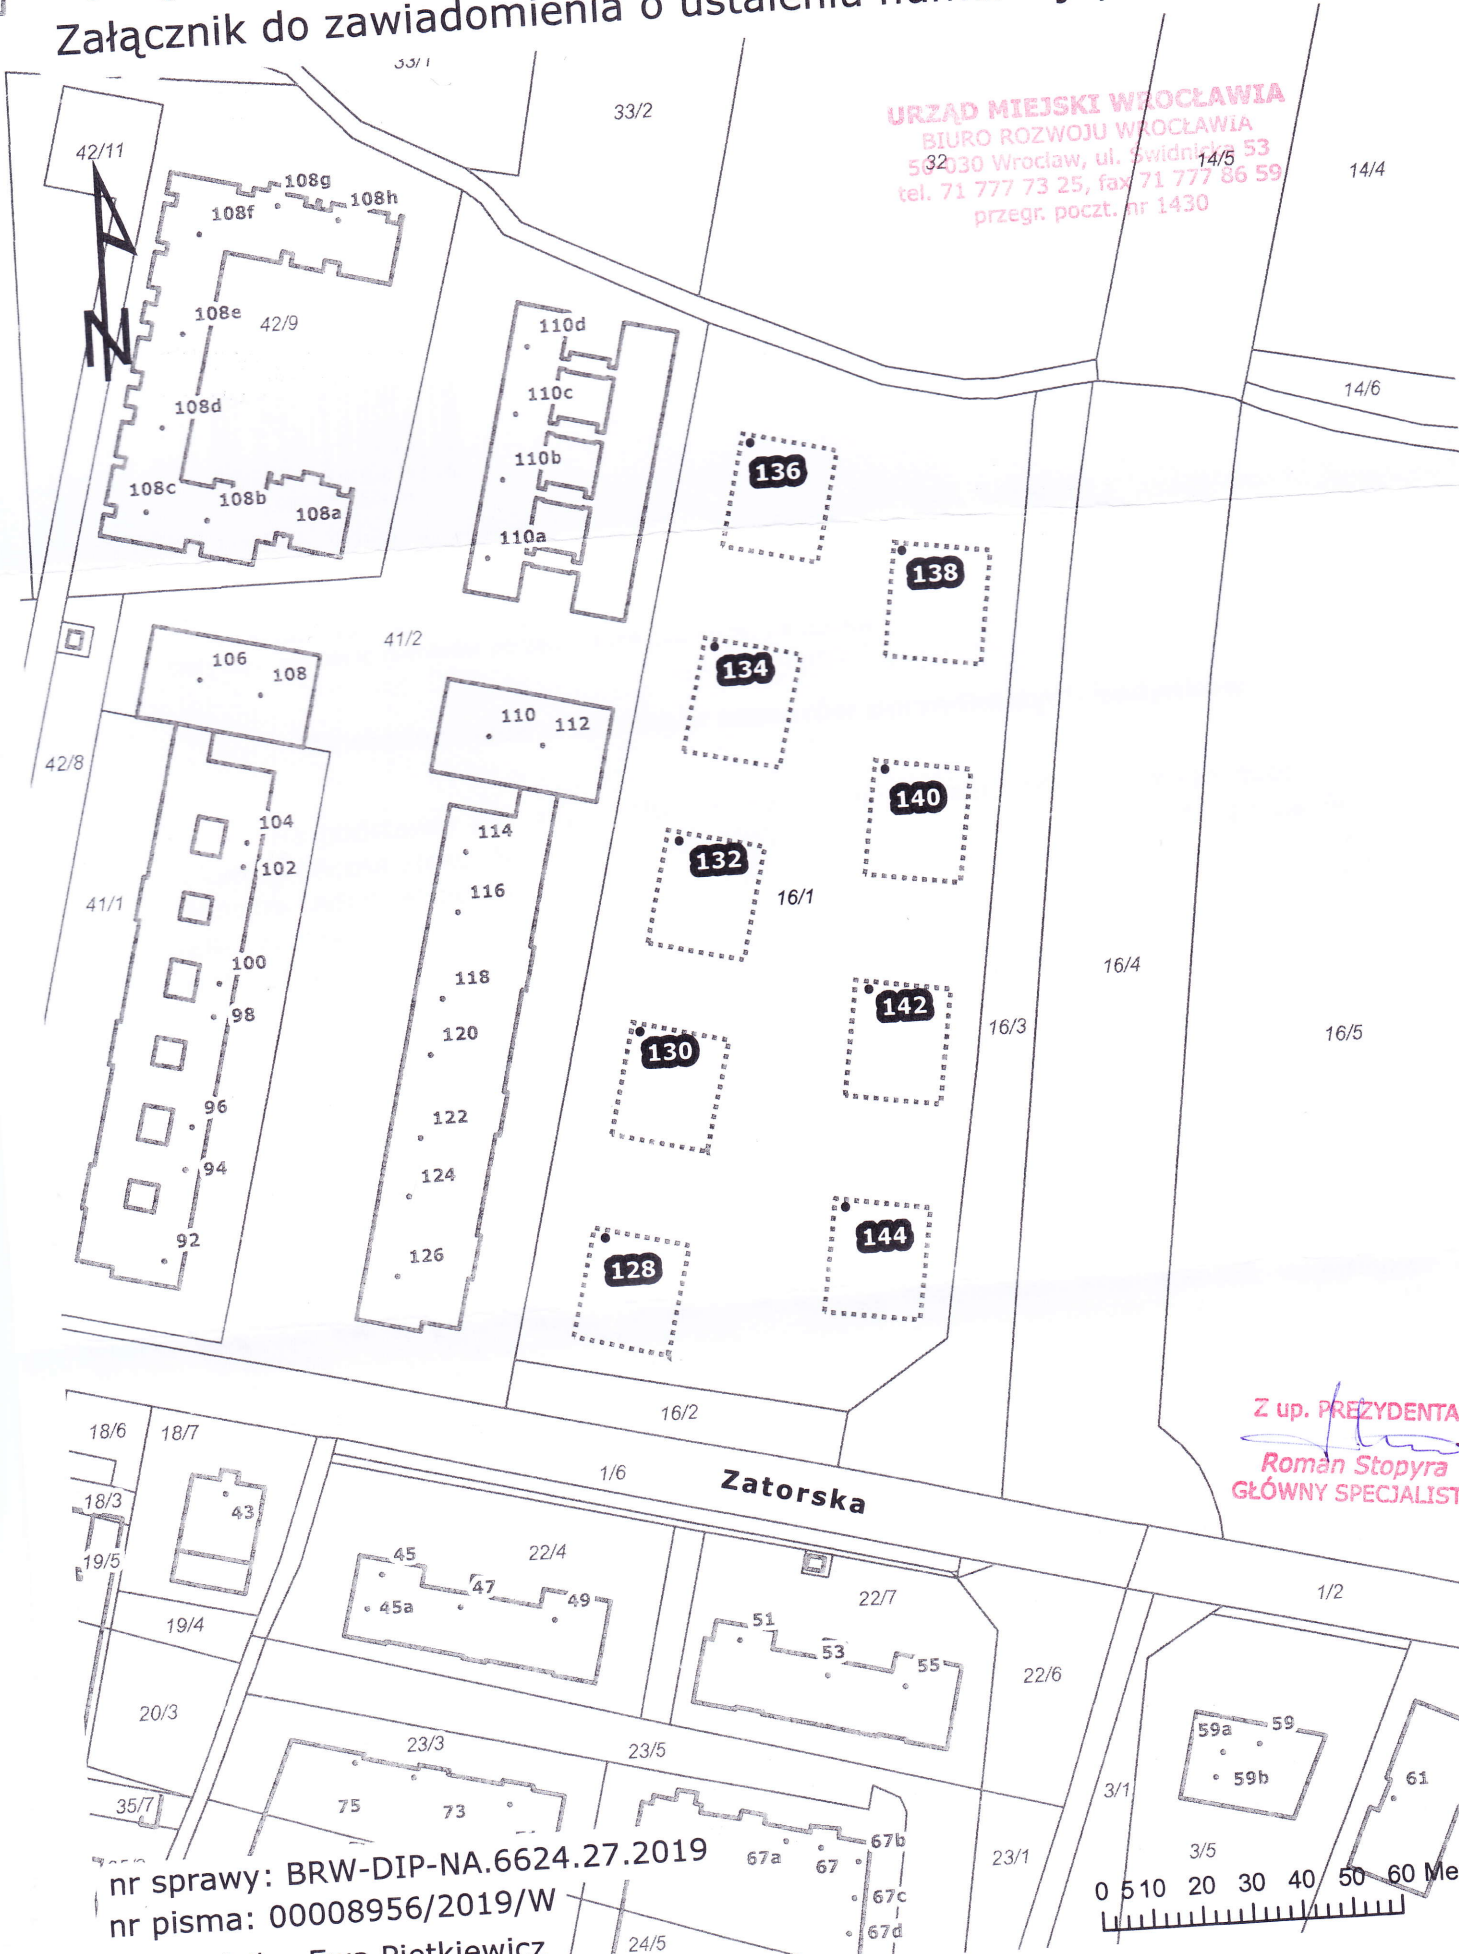 Załącznik do zawiadomienia o ustaleniu
33/1
33/2
URZĄD MIEJSKI WROCŁAWIA
BIURO ROZWOJU WROCŁAWIA
50-030 Wrocław, ul. Świdnicka 53
tel. 71 777 73 25, fax 71 777 86 59
przegr. poczt. nr 1430
32
14/5
14/4
42/11
108g
108h
108f
108e
42/9
110d
14/6
110c
108d
110b
136
108c
108b
108a
110a
138
41/2
106
108
134
110
112
42/8
140
104
114
102
132
116
16/1
41/1
100
118
16/4
98
120
142
16/3
16/5
130
96
122
94
124
92
126
144
128
16/2
Z up. PREZYDENTA
Roman Stopyra
GŁÓWNY SPECJALIST
18/6
18/7
1/6
Zatorska
18/3
43
19/5
45
22/4
47
45a
49
22/7
1/2
19/4
51
53
55
22/6
20/3
59a
59
23/3
23/5
59b
61
3/1
35/7
75
73
67b
67a
67
23/1
3/5
67c
67d
24/5
0 5 10 20 30 40 50 60 Me
nr sprawy: BRW-DIP-NA.6624.27.2019
nr pisma: 00008956/2019/W
Ewa Piotkiewicz